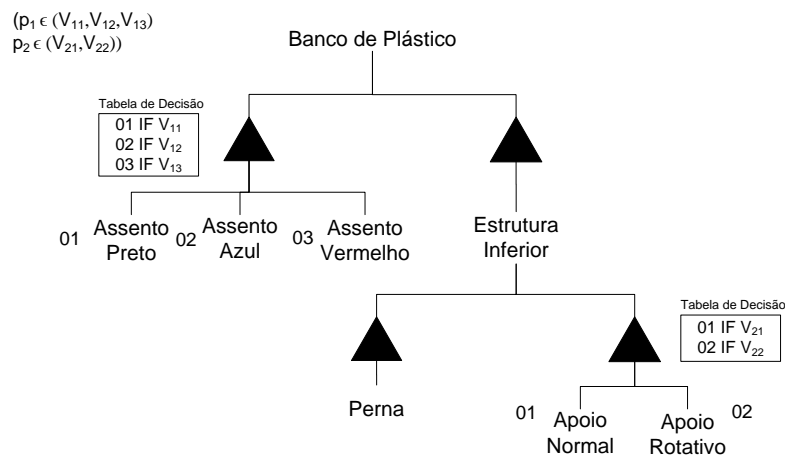 (p₁ ϵ (V₁₁,V₁₂,V₁₃)
p₂ ϵ (V₂₁,V₂₂))
Banco de Plástico
Tabela de Decisão
01 IF V₁₁
02 IF V₁₂
03 IF V₁₃
01 Assento Preto
02 Assento Azul
03 Assento Vermelho
Estrutura
Inferior
Tabela de Decisão
01 IF V₂₁
02 IF V₂₂
Perna
01 Apoio Normal
Apoio Rotativo 02